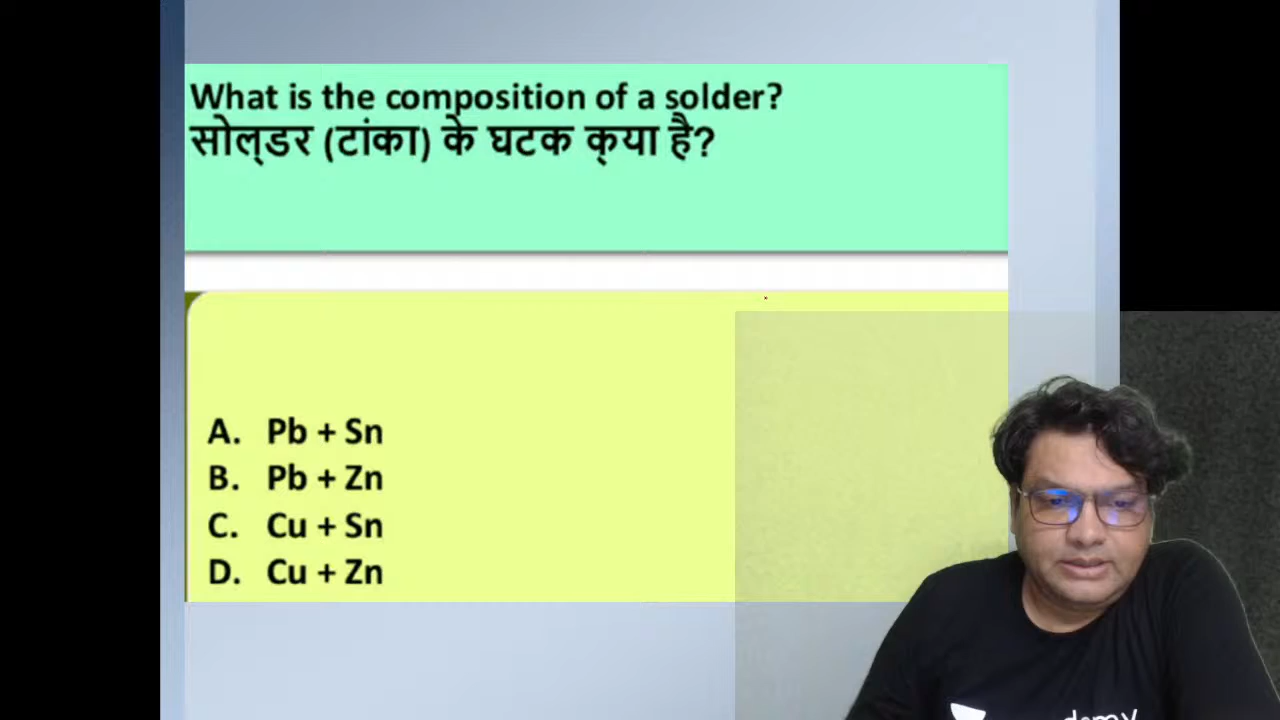 What is the composition of a solder?
सोल्डर (टांका) के घटक क्या है?
A. Pb + Sn
B. Pb + Zn
C. Cu + Sn
D. Cu + Zn